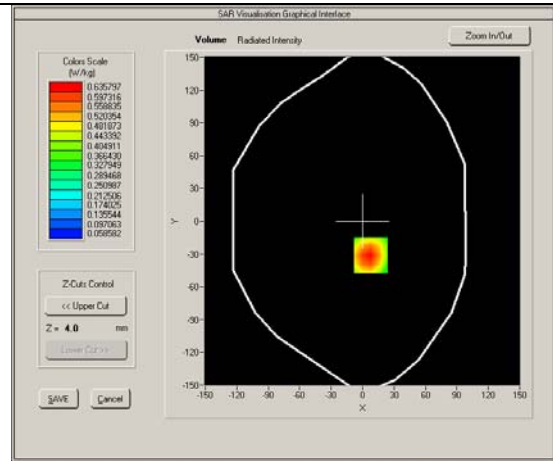 SAR Visualisation Graphical Interface
Volume Radiated Intensity
Zoom In/Out
Colors Scale
(W/kg)
0.635797
0.597316
0.558835
0.520354
0.481873
0.443392
0.404911
0.366430
0.327949
0.289468
0.250987
0.212506
0.174025
0.135544
0.097063
0.058582
Z-Cuts Control
<< Upper Cut
Z = 4.0 mm
Lower Cut >>
SAVE
Cancel
Y
150-
120-
90-
60-
30-
0-
-30-
-60-
-90-
-120-
-150-
-150 -120 -90 -60 -30 0 30 60 90 120 150
X